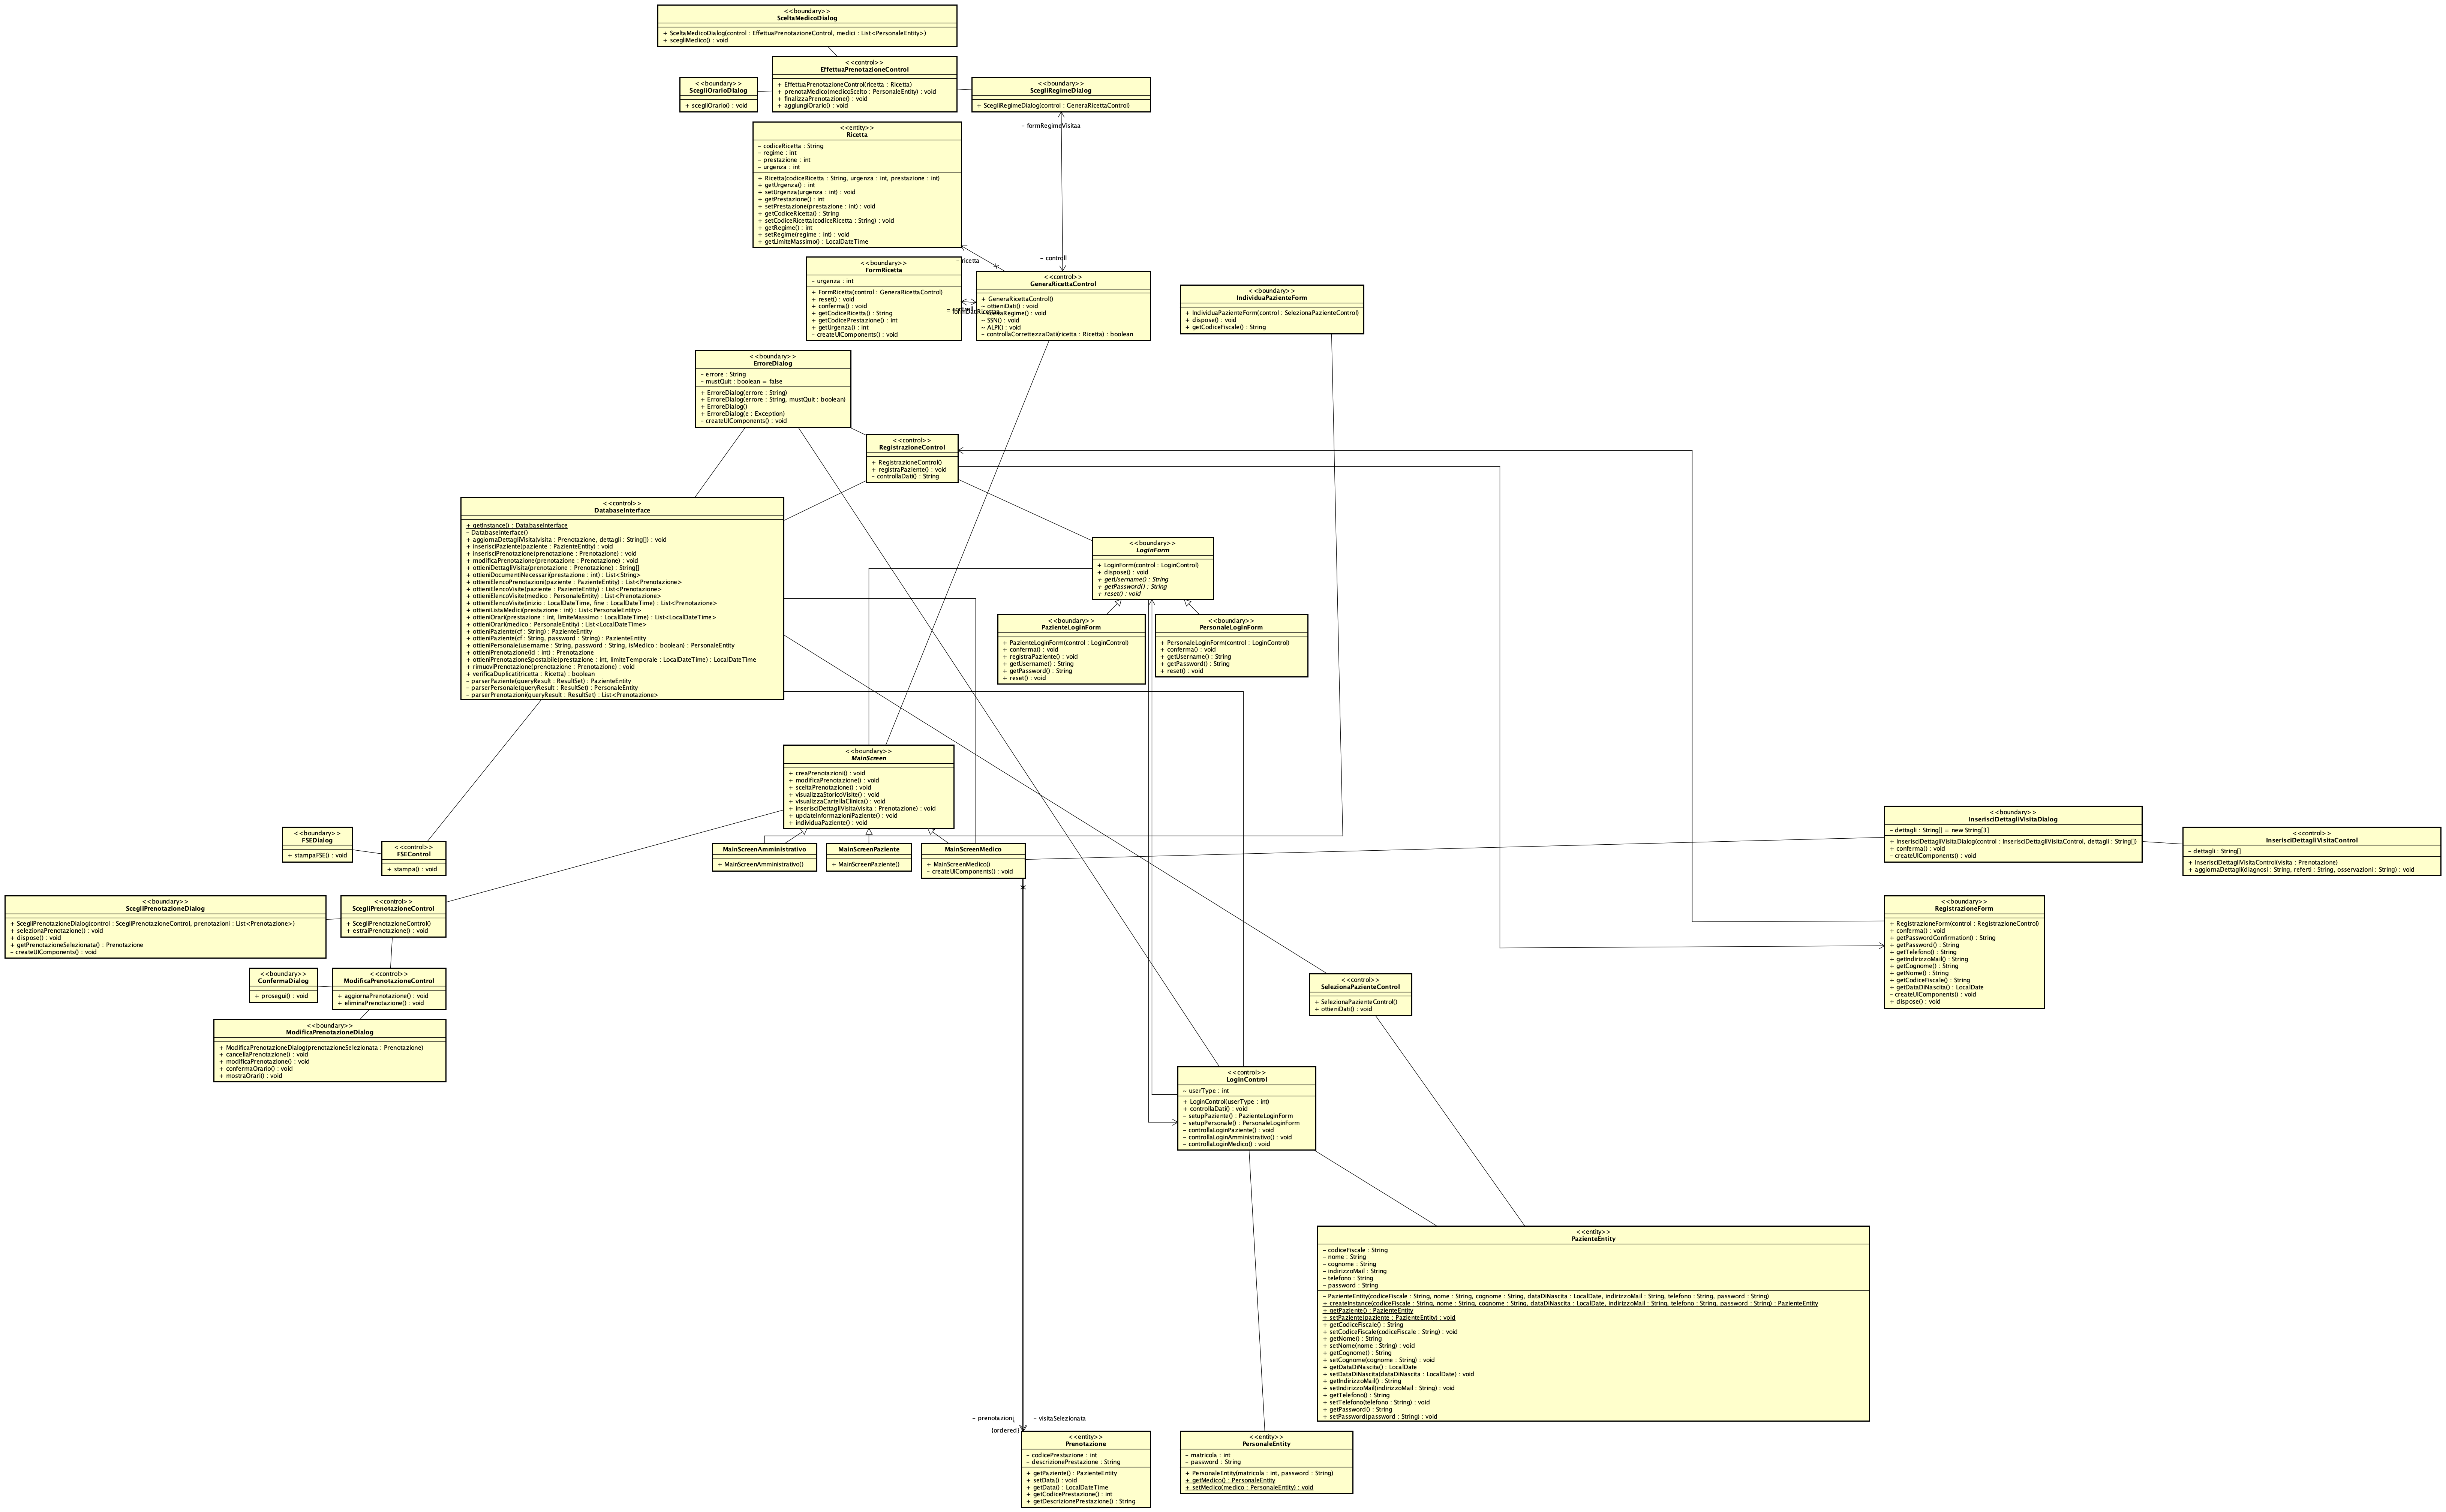 <<boundary>>
SceltaMedicoDialog
+ SceltaMedicoDialog(control : EffettuaPrenotazioneControl, medici : List<PersonaleEntity>)
+ scegliMedico() : void
<<control>>
EffettuaPrenotazioneControl
+ EffettuaPrenotazioneControl(ricetta : Ricetta)
+ prenotaMedico(medicoScelto : PersonaleEntity) : void
+ finalizzaPrenotazione() : void
+ aggiungiOrario() : void
<<boundary>>
ScegliOrarioDialog
+ scegliOrario() : void
<<boundary>>
ScegliRegimeDialog
+ ScegliRegimeDialog(control : GeneraRicettaControl)
- formRegimeVisitaa
<<entity>>
Ricetta
- codiceRicetta : String
- regime : int
- prestazione : int
- urgenza : int
+ Ricetta(codiceRicetta : String, urgenza : int, prestazione : int)
+ getUrgenza() : int
+ setUrgenza(urgenza : int) : void
+ getPrestazione() : int
+ setPrestazione(prestazione : int) : void
+ getCodiceRicetta() : String
+ setCodiceRicetta(codiceRicetta : String) : void
+ getRegime() : int
+ setRegime(regime : int) : void
+ getLimiteMassimo() : LocalDateTime
- ricetta
- controll
<<boundary>>
FormRicetta
- urgenza : int
+ FormRicetta(control : GeneraRicettaControl)
+ reset() : void
+ conferma() : void
+ getCodiceRicetta() : String
+ getCodicePrestazione() : int
+ getUrgenza() : int
- createUIComponents() : void
<<control>>
GeneraRicettaControl
+ GeneraRicettaControl()
~ ottieniDati() : void
sceltaRegime() : void
~ SSN() : void
~ ALPI() : void
- controllaCorrettezzaDati(ricetta : Ricetta) : boolean
<<boundary>>
IndividuaPazienteForm
+ IndividuaPazienteForm(control : SelezionaPazienteControl)
+ dispose() : void
+ getCodiceFiscale() : String
<<boundary>>
ErroreDialog
- errore : String
- mustQuit : boolean = false
+ ErroreDialog(errore : String)
+ ErroreDialog(errore : String, mustQuit : boolean)
+ ErroreDialog()
+ ErroreDialog(e : Exception)
- createUIComponents() : void
<<control>>
RegistrazioneControl
+ RegistrazioneControl()
+ registraPaziente() : void
- controllaDati() : String
<<control>>
DatabaseInterface
+ getInstance() : DatabaseInterface
- DatabaseInterface()
+ aggiornaDettagliVisita(visita : Prenotazione, dettagli : String[]) : void
+ inserisciPaziente(paziente : PazienteEntity) : void
+ inserisciPrenotazione(prenotazione : Prenotazione) : void
+ modificaPrenotazione(prenotazione : Prenotazione) : void
+ ottieniDettagliVisita(prenotazione : Prenotazione) : String[]
+ ottieniDocumentiNecessari(prestazione : int) : List<String>
+ ottieniElencoPrenotazioni(paziente : PazienteEntity) : List<Prenotazione>
+ ottieniElencoVisite(paziente : PazienteEntity) : List<Prenotazione>
+ ottieniElencoVisite(medico : PersonaleEntity) : List<Prenotazione>
+ ottieniElencoVisite(inizio : LocalDateTime, fine : LocalDateTime) : List<Prenotazione>
+ ottieniListaMedici(prestazione : int) : List<PersonaleEntity>
+ ottieniOrari(prestazione : int, limiteMassimo : LocalDateTime) : List<LocalDateTime>
+ ottieniOrari(medico : PersonaleEntity) : List<LocalDateTime>
+ ottieniPaziente(cf : String) : PazienteEntity
+ ottieniPaziente(cf : String, password : String) : PazienteEntity
+ ottieniPersonale(username : String, password : String, isMedico : boolean) : PersonaleEntity
+ ottieniPrenotazione(id : int) : Prenotazione
+ ottieniPrenotazioneSpostabile(prestazione : int, limiteTemporale : LocalDateTime) : LocalDateTime
+ rimuoviPrenotazione(prenotazione : Prenotazione) : void
+ verificaDuplicati(ricetta : Ricetta) : boolean
- parserPaziente(queryResult : ResultSet) : PazienteEntity
- parserPersonale(queryResult : ResultSet) : PersonaleEntity
- parserPrenotazioni(queryResult : ResultSet) : List<Prenotazione>
<<boundary>>
LoginForm
+ LoginForm(control : LoginControl)
+ dispose() : void
+ getUsername() : String
+ getPassword() : String
+ reset() : void
<<boundary>>
PazienteLoginForm
+ PazienteLoginForm(control : LoginControl)
+ conferma() : void
+ registraPaziente() : void
+ getUsername() : String
+ getPassword() : String
+ reset() : void
<<boundary>>
PersonaleLoginForm
+ PersonaleLoginForm(control : LoginControl)
+ conferma() : void
+ getUsername() : String
+ getPassword() : String
+ reset() : void
<<boundary>>
MainScreen
+ creaPrenotazioni() : void
+ modificaPrenotazione() : void
+ sceltaPrenotazione() : void
+ visualizzaStoricoVisite() : void
+ visualizzaCartellaClinica() : void
+ inserisciDettagliVisita(visita : Prenotazione) : void
+ updateInformazioniPaziente() : void
+ individuaPaziente() : void
MainScreenAmministrativo
+ MainScreenAmministrativo()
MainScreenPaziente
+ MainScreenPaziente()
MainScreenMedico
+ MainScreenMedico()
- createUIComponents() : void
<<boundary>>
FSEDialog
+ stampaFSE() : void
<<control>>
FSEControl
+ stampa() : void
<<boundary>>
InserisciDettagliVisitaDialog
- dettagli : String[] = new String[3]
+ InserisciDettagliVisitaDialog(control : InserisciDettagliVisitaControl, dettagli : String[])
+ conferma() : void
- createUIComponents() : void
<<control>>
InserisciDettagliVisitaControl
- dettagli : String[]
+ InserisciDettagliVisitaControl(visita : Prenotazione)
+ aggiornaDettagli(diagnosi : String, referti : String, osservazioni : String) : void
<<boundary>>
ScegliPrenotazioneDialog
+ ScegliPrenotazioneDialog(control : ScegliPrenotazioneControl, prenotazioni : List<Prenotazione>)
+ selezionaPrenotazione() : void
+ dispose() : void
+ getPrenotazioneSelezionata() : Prenotazione
- createUIComponents() : void
<<control>>
ScegliPrenotazioneControl
+ ScegliPrenotazioneControl()
+ estraiPrenotazione() : void
<<boundary>>
RegistrazioneForm
+ RegistrazioneForm(control : RegistrazioneControl)
+ conferma() : void
+ getPasswordConfirmation() : String
+ getPassword() : String
+ getTelefono() : String
+ getIndirizzoMail() : String
+ getCognome() : String
+ getNome() : String
+ getCodiceFiscale() : String
+ getDataDiNascita() : LocalDate
- createUIComponents() : void
+ dispose() : void
<<boundary>>
ConfermaDialog
+ prosegui() : void
<<control>>
ModificaPrenotazioneControl
+ aggiornaPrenotazione() : void
+ eliminaPrenotazione() : void
<<boundary>>
ModificaPrenotazioneDialog
+ ModificaPrenotazioneDialog(prenotazioneSelezionata : Prenotazione)
+ cancellaPrenotazione() : void
+ modificaPrenotazione() : void
+ confermaOrario() : void
+ mostraOrari() : void
<<control>>
SelezionaPazienteControl
+ SelezionaPazienteControl()
+ ottieniDati() : void
<<control>>
LoginControl
~ userType : int
+ LoginControl(userType : int)
+ controllaDati() : void
~ setupPaziente() : PazienteLoginForm
~ setupPersonale() : PersonaleLoginForm
- controllaLoginPaziente() : void
- controllaLoginAmministrativo() : void
- controllaLoginMedico() : void
<<entity>>
PazienteEntity
- codiceFiscale : String
- nome : String
- cognome : String
- indirizzoMail : String
- telefono : String
- password : String
- PazienteEntity(codiceFiscale : String, nome : String, cognome : String, dataDiNascita : LocalDate, indirizzoMail : String, telefono : String, password : String)
+ createInstance(codiceFiscale : String, nome : String, cognome : String, dataDiNascita : LocalDate, indirizzoMail : String, telefono : String, password : String) : PazienteEntity
+ getPaziente() : PazienteEntity
+ setPaziente(paziente : PazienteEntity) : void
+ getCodiceFiscale() : String
+ setCodiceFiscale(codiceFiscale : String) : void
+ getNome() : String
+ setNome(nome : String) : void
+ getCognome() : String
+ setCognome(cognome : String) : void
+ getDataDiNascita() : LocalDate
+ setDataDiNascita(dataDiNascita : LocalDate) : void
+ getIndirizzoMail() : String
+ setIndirizzoMail(indirizzoMail : String) : void
+ getTelefono() : String
+ setTelefono(telefono : String) : void
+ getPassword() : String
+ setPassword(password : String) : void
- prenotazioni
- visitaSelezionata
{ordered}
<<entity>>
Prenotazione
- codicePrestazione : int
- descrizionePrestazione : String
+ getPaziente() : PazienteEntity
+ setData() : void
+ getData() : LocalDateTime
+ getCodicePrestazione() : int
+ getDescrizionePrestazione() : String
<<entity>>
PersonaleEntity
- matricola : int
- password : String
+ PersonaleEntity(matricola : int, password : String)
+ getMedico() : PersonaleEntity
+ setMedico(medico : PersonaleEntity) : void